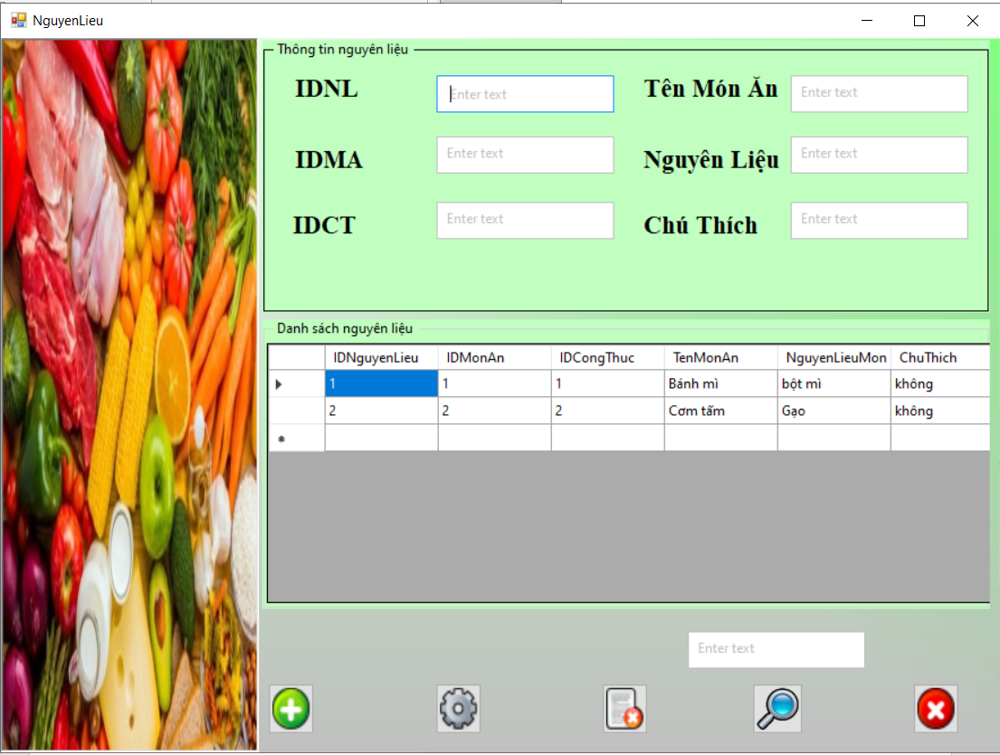 NguyenLieu
Thông tin nguyên liệu
IDNL Enter text Tên Món Ăn Enter text
IDMA Enter text Nguyên Liệu Enter text
IDCT Enter text Chú Thích Enter text
Danh sách nguyên liệu
IDNguyenLieu IDMonAn IDCongThuc TenMonAn NguyenLieuMon ChuThich
1 1 1 Bánh mì bột mì không
2 2 2 Cơm tấm Gạo không
Enter text